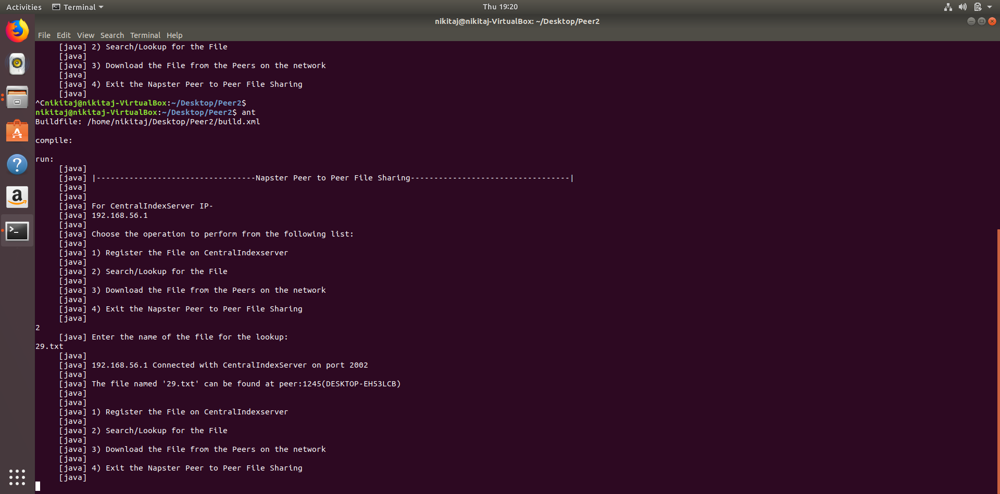 Activities Terminal Thu 19:20
nikitaj@nikitaj-VirtualBox: ~/Desktop/Peer2
File Edit View Search Terminal Help
[java] 2) Search/Lookup for the File
[java]
[java] 3) Download the File from the Peers on the network
[java]
[java] 4) Exit the Napster Peer to Peer File Sharing
[java]
^Cnikitaj@nikitaj-VirtualBox:~/Desktop/Peer2$
nikitaj@nikitaj-VirtualBox:~/Desktop/Peer2$ ant
Buildfile: /home/nikitaj/Desktop/Peer2/build.xml
compile:
run:
[java]
[java] |----------------------------------Napster Peer to Peer File Sharing----------------------------------|
[java]
[java]
[java] For CentralIndexServer IP-
[java] 192.168.56.1
[java]
[java] Choose the operation to perform from the following list:
[java]
[java] 1) Register the File on CentralIndexserver
[java]
[java] 2) Search/Lookup for the File
[java]
[java] 3) Download the File from the Peers on the network
[java]
[java] 4) Exit the Napster Peer to Peer File Sharing
[java]
2
[java] Enter the name of the file for the lookup:
29.txt
[java]
[java] 192.168.56.1 Connected with CentralIndexServer on port 2002
[java]
[java] The file named '29.txt' can be found at peer:1245(DESKTOP-EH53LCB)
[java]
[java]
[java] 1) Register the File on CentralIndexserver
[java]
[java] 2) Search/Lookup for the File
[java]
[java] 3) Download the File from the Peers on the network
[java]
[java] 4) Exit the Napster Peer to Peer File Sharing
[java]